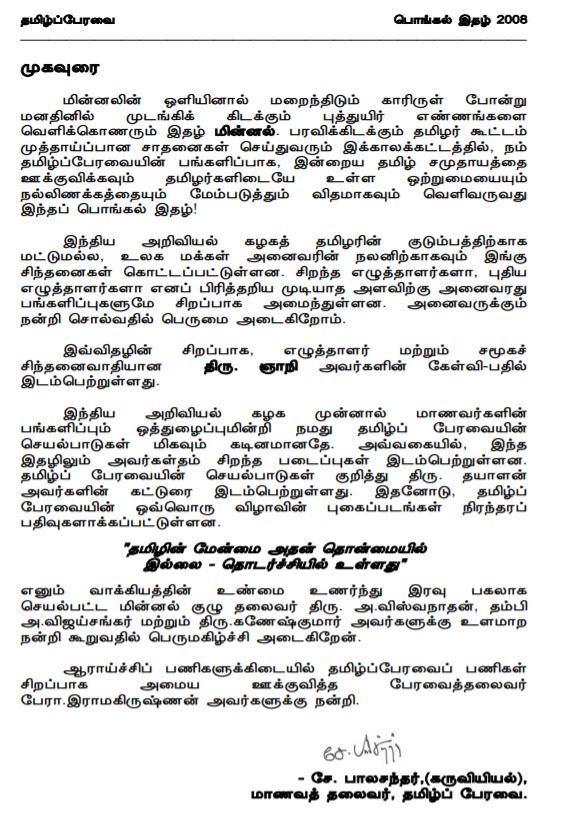 தமிழ்ப்பேரவை பொங்கல் இதழ் 2008
முகவுரை
மின்னலின் ஒளியினால் மறைந்திடும் காரிருள் போன்று
மனதினில் முடங்கிக் கிடக்கும் புத்துயிர் எண்ணங்களை
வெளிக்கொணரும் இதழ் மின்னல். பரவிக்கிடக்கும் தமிழர் கூட்டம்
முத்தாய்ப்பான சாதனைகள் செய்துவரும் இக்காலக்கட்டத்தில், நம்
தமிழ்ப்பேரவையின் பங்களிப்பாக, இன்றைய தமிழ் சமுதாயத்தை
ஊக்குவிக்கவும் தமிழர்களிடையே உள்ள ஒற்றுமையையும்
நல்லிணக்கத்தையும் மேம்படுத்தும் விதமாகவும் வெளிவருவது
இந்தப் பொங்கல் இதழ்!
இந்திய அறிவியல் கழகத் தமிழரின் குடும்பத்திற்காக
மட்டுமல்ல, உலக மக்கள் அனைவரின் நலனிற்காகவும் இங்கு
சிந்தனைகள் கொட்டப்பட்டுள்ளன. சிறந்த எழுத்தாளர்களா, புதிய
எழுத்தாளர்களா எனப் பிரித்தறிய முடியாத அளவிற்கு அனைவரது
பங்களிப்புகளுமே சிறப்பாக அமைந்துள்ளன. அனைவருக்கும்
நன்றி சொல்வதில் பெருமை அடைகிறோம்.
இவ்விதழின் சிறப்பாக, எழுத்தாளர் மற்றும் சமூகச்
சிந்தனைவாதியான திரு. ஞாநி அவர்களின் கேள்வி-பதில்
இடம்பெற்றுள்ளது.
இந்திய அறிவியல் கழக முன்னால் மாணவர்களின்
பங்களிப்பும் ஒத்துழைப்புமின்றி நமது தமிழ்ப் பேரவையின்
செயல்பாடுகள் மிகவும் கடினமானதே. அவ்வகையில், இந்த
இதழிலும் அவர்கள்தம் சிறந்த படைப்புகள் இடம்பெற்றுள்ளன.
தமிழ்ப் பேரவையின் செயல்பாடுகள் குறித்து திரு. தயாளன்
அவர்களின் கட்டுரை இடம்பெற்றுள்ளது. இதனோடு, தமிழ்ப்
பேரவையின் ஒவ்வொரு விழாவின் புகைப்படங்கள் நிரந்தரப்
பதிவுகளாக்கப்பட்டுள்ளன.
"தமிழின் மேன்மை அதன் தொன்மையில்
இல்லை - தொடர்ச்சியில் உள்ளது"
எனும் வாக்கியத்தின் உண்மை உணர்ந்து இரவு பகலாக
செயல்பட்ட மின்னல் குழு தலைவர் திரு. அ.விஸ்வநாதன், தம்பி
அ.விஜய்சங்கர் மற்றும் திரு.கணேஷ்குமார் அவர்களுக்கு உளமாற
நன்றி கூறுவதில் பெருமகிழ்ச்சி அடைகிறேன்.
ஆராய்ச்சிப் பணிகளுக்கிடையில் தமிழ்ப்பேரவைப் பணிகள்
சிறப்பாக அமைய ஊக்குவித்த பேரவைத்தலைவர்
பேரா.இராமகிருஷ்ணன் அவர்களுக்கு நன்றி.
- சே. பாலசந்தர்,(கருவியியல்),
மாணவத் தலைவர், தமிழ்ப் பேரவை.